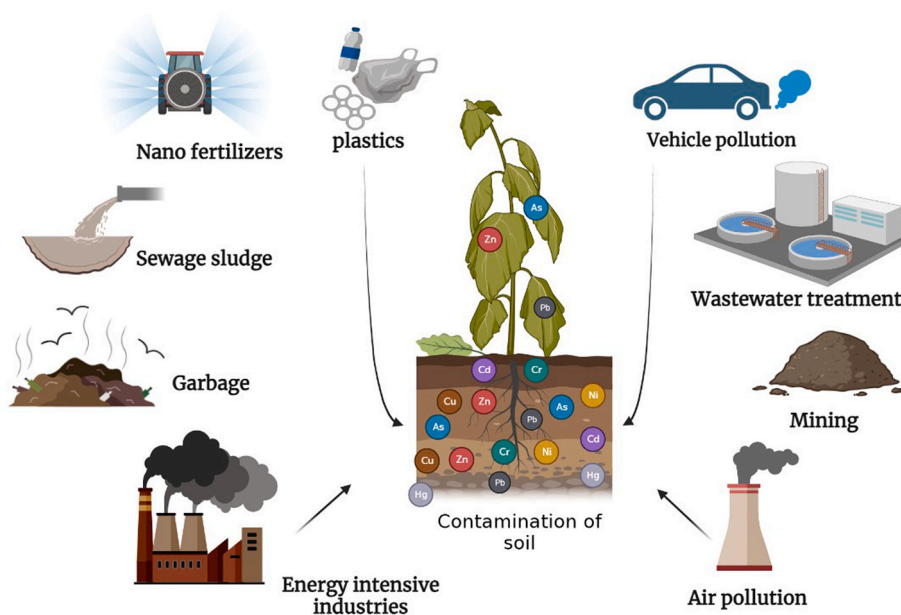 Nano fertilizers
plastics
Vehicle pollution
As
Zn
Sewage sludge
Wastewater treatment
Pb
Garbage
Cd
Cr
Ni
Cu
Zn
As
Pb
As
Cd
Mining
Cu
Zn
Cr
Ni
Hg
Pb
Hg
Contamination of
soil
Energy intensive
industries
Air pollution